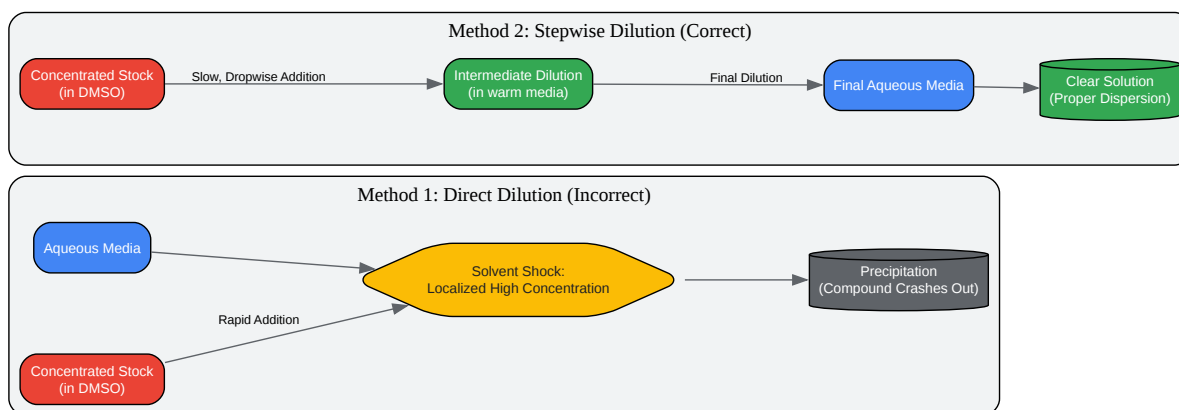 Method 2: Stepwise Dilution (Correct)
Concentrated Stock
(in DMSO)
Slow, Dropwise Addition
Intermediate Dilution
(in warm media)
Final Dilution
Final Aqueous Media
Clear Solution
(Proper Dispersion)
Method 1: Direct Dilution (Incorrect)
Aqueous Media
Rapid Addition
Concentrated Stock
(in DMSO)
Solvent Shock:
Localized High Concentration
Precipitation
(Compound Crashes Out)